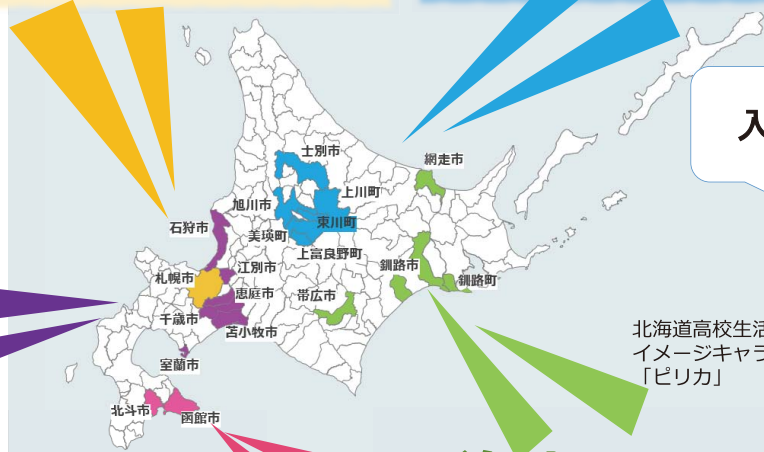 入
士別市
網走市
上川町
旭川市
石狩市
東川町
美瑛町
上富良野町
釧路市
江別市
札幌市
釧路町
恵庭市
帯広市
千歳市
苫小牧市
室蘭市
北斗市
函館市
北海道高校生活
イメージキャラ
「ピリカ」